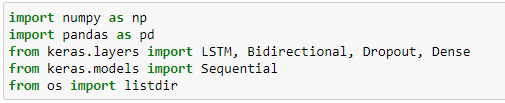 import numpy as np
import pandas as pd
from keras.layers import LSTM, Bidirectional, Dropout, Dense
from keras.models import Sequential
from os import listdir